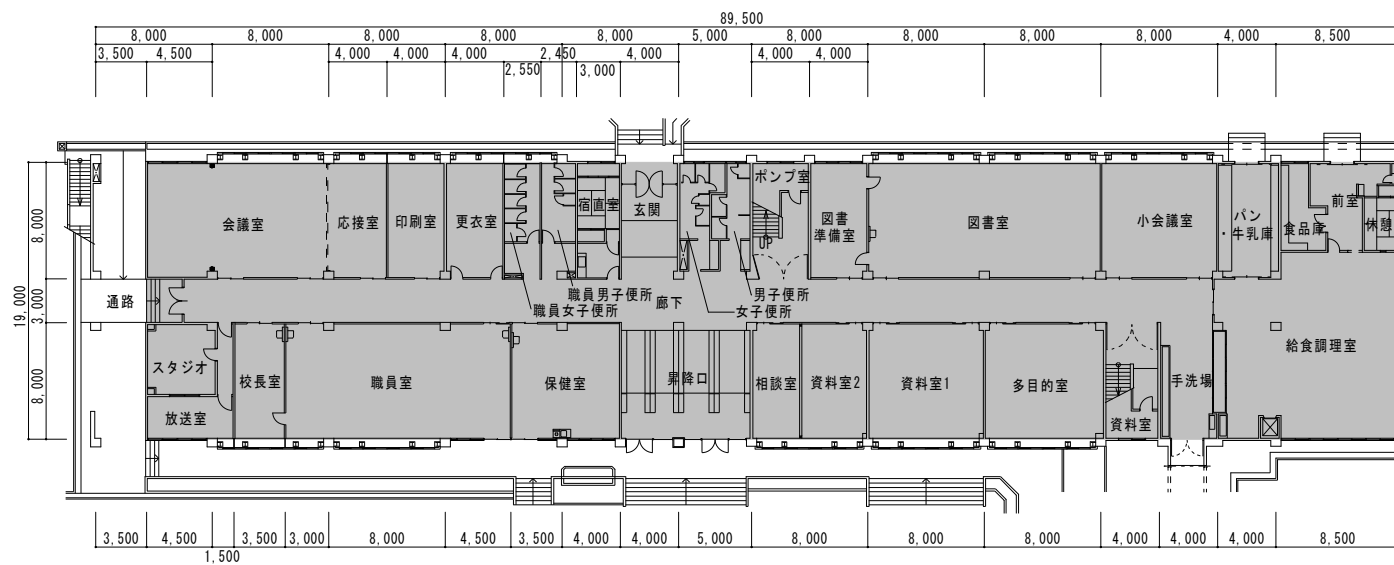 89,500
8,000 8,000 8,000 8,000 8,000 5,000 8,000 8,000 8,000 8,000 4,000 8,500
3,500 4,500 4,000 4,000 4,000 2,450 4,000 4,000 4,000
2,550 3,000
19,000
8,000
3,000
8,000
会議室
応接室
印刷室
更衣室
宿直室
玄関
ポンプ室
UP
図書
準備室
図書室
小会議室
パン
・牛乳庫
食品庫
前室
休憩
通路
職員男子便所
職員女子便所
廊下
男子便所
女子便所
スタジオ
放送室
校長室
職員室
保健室
昇降口
相談室
資料室2
資料室1
多目的室
資料室
手洗場
給食調理室
3,500 4,500 3,500 3,000 8,000 4,500 3,500 4,000 4,000 5,000 8,000 8,000 8,000 4,000 4,000 4,000 8,500
1,500